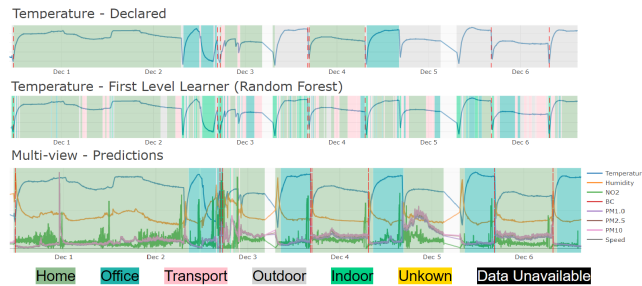 Temperature - Declared
Dec 1 Dec 2 Dec 3 Dec 4 Dec 5 Dec 6
Temperature - First Level Learner (Random Forest)
Dec 1 Dec 2 Dec 3 Dec 4 Dec 5 Dec 6
Multi-view - Predictions
Temperatur
Humidity
NO2
BC
PM1.0
PM2.5
PM10
Speed
Dec 1 Dec 2 Dec 3 Dec 4 Dec 5 Dec 6
Home Office Transport Outdoor Indoor Unkown Data Unavailable